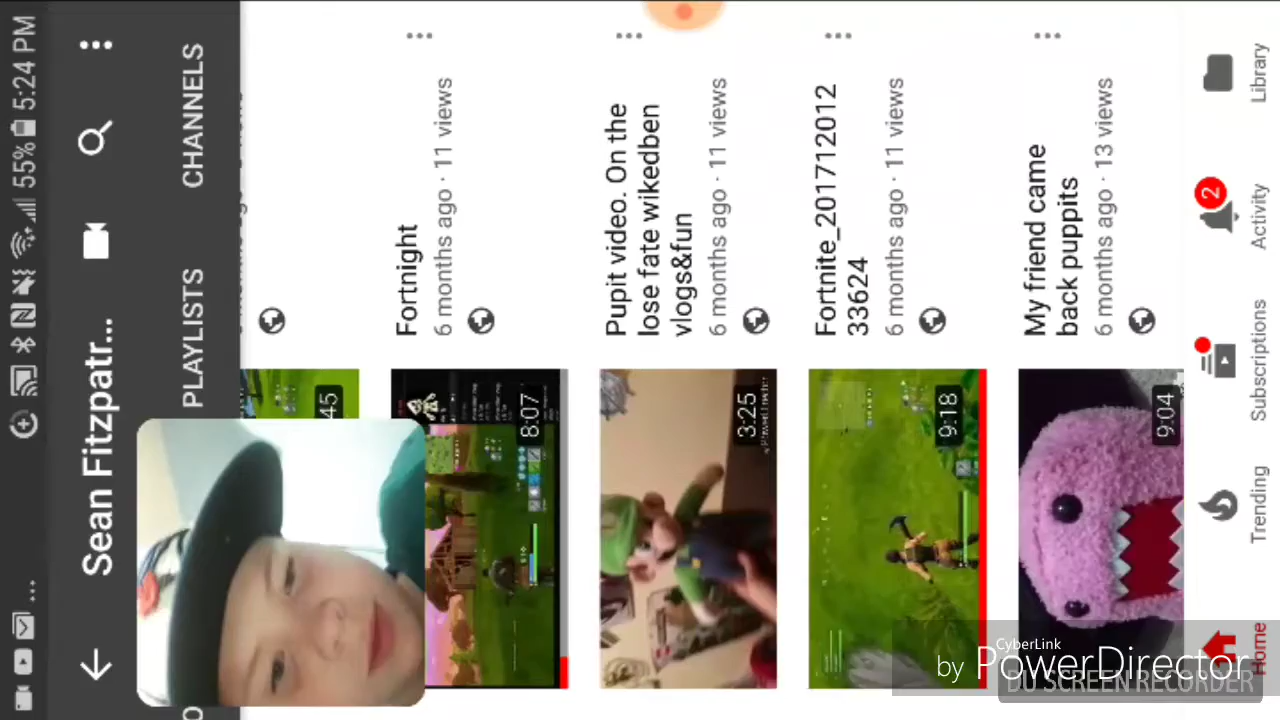 55% 5:24 PM
Sean Fitzpatr...
PLAYLISTS CHANNELS
45
Fortnight
6 months ago · 11 views
8:07
Pupit video. On the
lose fate wikedben
vlogs&fun
6 months ago · 11 views
3:25
PowerDirector
Fortnite_201712012
33624
6 months ago · 11 views
9:18
My friend came
back puppits
6 months ago · 13 views
9:04
Home Trending Subscriptions Activity Library
2
CyberLink
by PowerDirector
DU SCREEN RECORDER